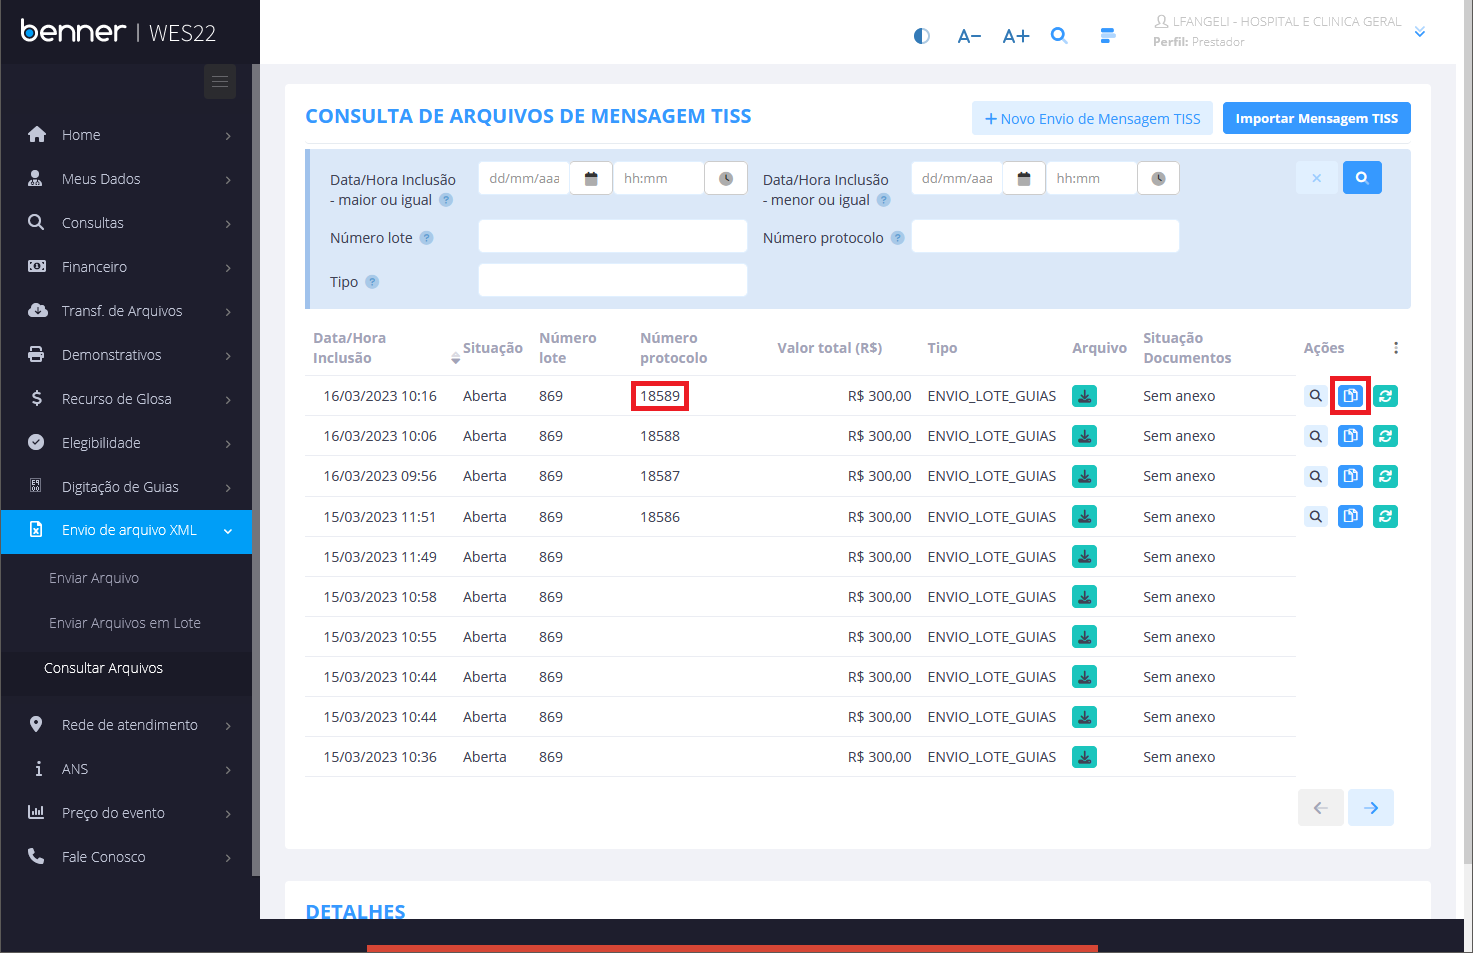 benner | WES22
LFANGELI - HOSPITAL E CLINICA GERAL
Perfil: Prestador
A− A+
Home
Meus Dados
Consultas
Financeiro
Transf. de Arquivos
Demonstrativos
Recurso de Glosa
Elegibilidade
Digitação de Guias
Envio de arquivo XML
Enviar Arquivo
Enviar Arquivos em Lote
Consultar Arquivos
Rede de atendimento
ANS
Preço do evento
Fale Conosco
CONSULTA DE ARQUIVOS DE MENSAGEM TISS
+ Novo Envio de Mensagem TISS
Importar Mensagem TISS
Data/Hora Inclusão - maior ou igual ? dd/mm/aaa hh:mm
Data/Hora Inclusão - menor ou igual ? dd/mm/aaa hh:mm
Número lote ?
Número protocolo ?
Tipo ?
Data/Hora Inclusão Situação Número lote Número protocolo Valor total (R$) Tipo Arquivo Situação Documentos Ações
16/03/2023 10:16 Aberta 869 18589 R$ 300,00 ENVIO_LOTE_GUIAS Sem anexo
16/03/2023 10:06 Aberta 869 18588 R$ 300,00 ENVIO_LOTE_GUIAS Sem anexo
16/03/2023 09:56 Aberta 869 18587 R$ 300,00 ENVIO_LOTE_GUIAS Sem anexo
15/03/2023 11:51 Aberta 869 18586 R$ 300,00 ENVIO_LOTE_GUIAS Sem anexo
15/03/2023 11:49 Aberta 869 R$ 300,00 ENVIO_LOTE_GUIAS Sem anexo
15/03/2023 10:58 Aberta 869 R$ 300,00 ENVIO_LOTE_GUIAS Sem anexo
15/03/2023 10:55 Aberta 869 R$ 300,00 ENVIO_LOTE_GUIAS Sem anexo
15/03/2023 10:44 Aberta 869 R$ 300,00 ENVIO_LOTE_GUIAS Sem anexo
15/03/2023 10:44 Aberta 869 R$ 300,00 ENVIO_LOTE_GUIAS Sem anexo
15/03/2023 10:36 Aberta 869 R$ 300,00 ENVIO_LOTE_GUIAS Sem anexo
DETALHES